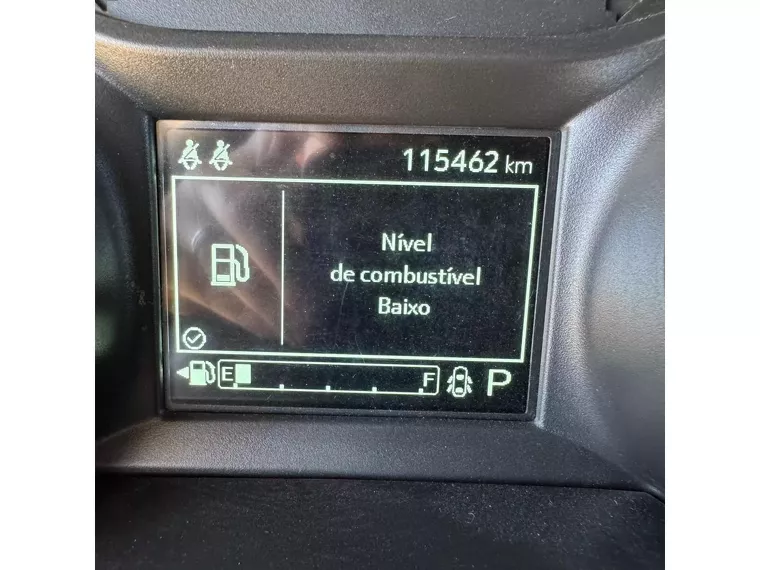 115462 km
Nível
de combustível
Baixo
E F P